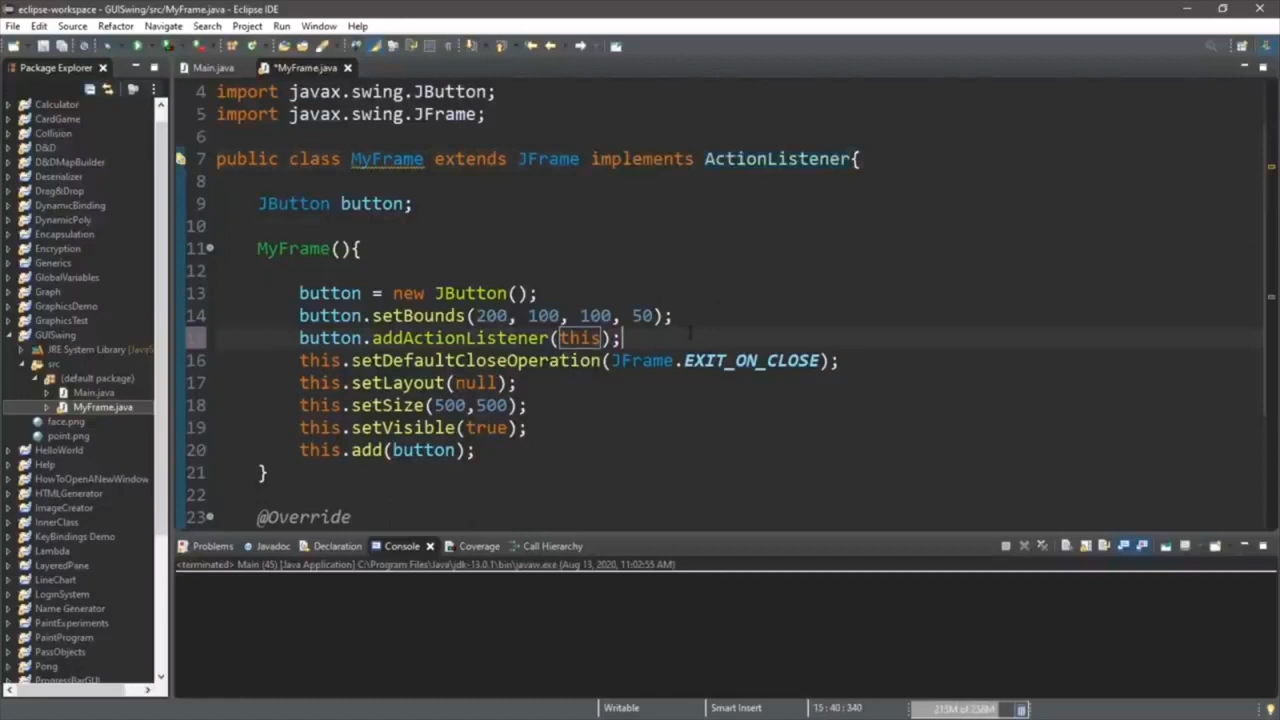 eclipse-workspace - GUISwing/src/MyFrame.java - Eclipse IDE
File Edit Source Refactor Navigate Search Project Run Window Help
Package Explorer
Main.java *MyFrame.java
Calculator
CardGame
Collision
D&D
D&DMapBuilder
Deserializer
Drag&Drop
DynamicBinding
DynamicPoly
Encapsulation
Encryption
Generics
GlobalVariables
Graph
GraphicsDemo
GraphicsTest
GUISwing
JRE System Library [JavaS
src
(default package)
Main.java
MyFrame.java
face.png
point.png
HelloWorld
Help
HowToOpenANewWindow
HTMLGenerator
ImageCreator
InnerClass
KeyBindings Demo
Lambda
LayeredPane
LineChart
LoginSystem
Name Generator
PaintExperiments
PaintProgram
PassObjects
Pong
ProgressBarGUI
4 import javax.swing.JButton;
5 import javax.swing.JFrame;
6
7 public class MyFrame extends JFrame implements ActionListener{
8
9 JButton button;
10
11 MyFrame(){
12
13 button = new JButton();
14 button.setBounds(200, 100, 100, 50);
button.addActionListener(this);
16 this.setDefaultCloseOperation(JFrame.EXIT_ON_CLOSE);
17 this.setLayout(null);
18 this.setSize(500,500);
19 this.setVisible(true);
20 this.add(button);
21 }
22
23 @Override
Problems Javadoc Declaration Console Coverage Call Hierarchy
<terminated> Main (45) [Java Application] C:\Program Files\Java\jdk-13.0.1\bin\javaw.exe (Aug 13, 2020, 11:02:55 AM)
Writable Smart Insert 15 : 40 : 340 215M of 258M